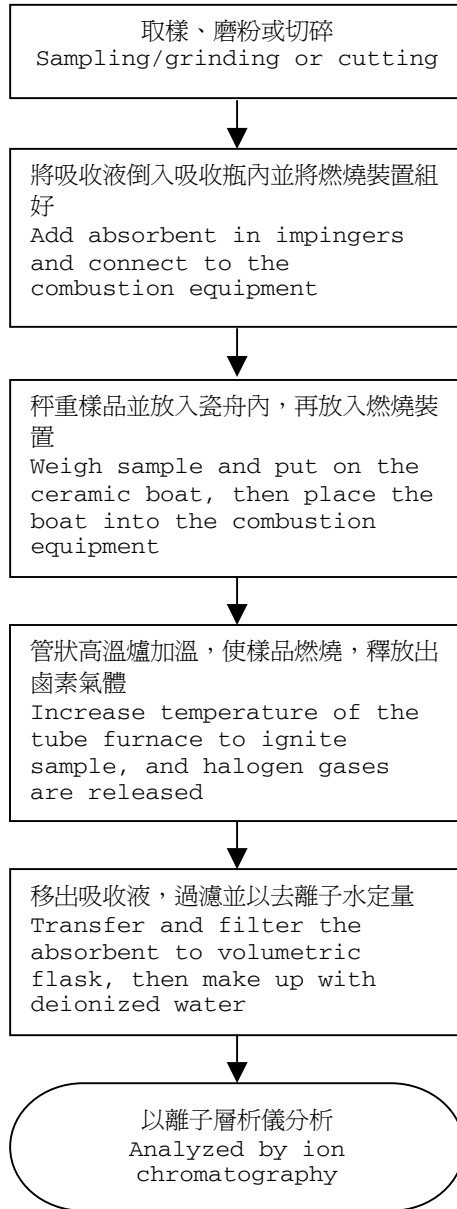 取樣、磨粉或切碎
Sampling/grinding or cutting
將吸收液倒入吸收瓶內並將燃燒裝置組
好
Add absorbent in impingers
and connect to the
combustion equipment
秤重樣品並放入瓷舟內，再放入燃燒裝
置
Weigh sample and put on the
ceramic boat, then place the
boat into the combustion
equipment
管狀高溫爐加溫，使樣品燃燒，釋放出
鹵素氣體
Increase temperature of the
tube furnace to ignite
sample, and halogen gases
are released
移出吸收液，過濾並以去離子水定量
Transfer and filter the
absorbent to volumetric
flask, then make up with
deionized water
以離子層析儀分析
Analyzed by ion
chromatography